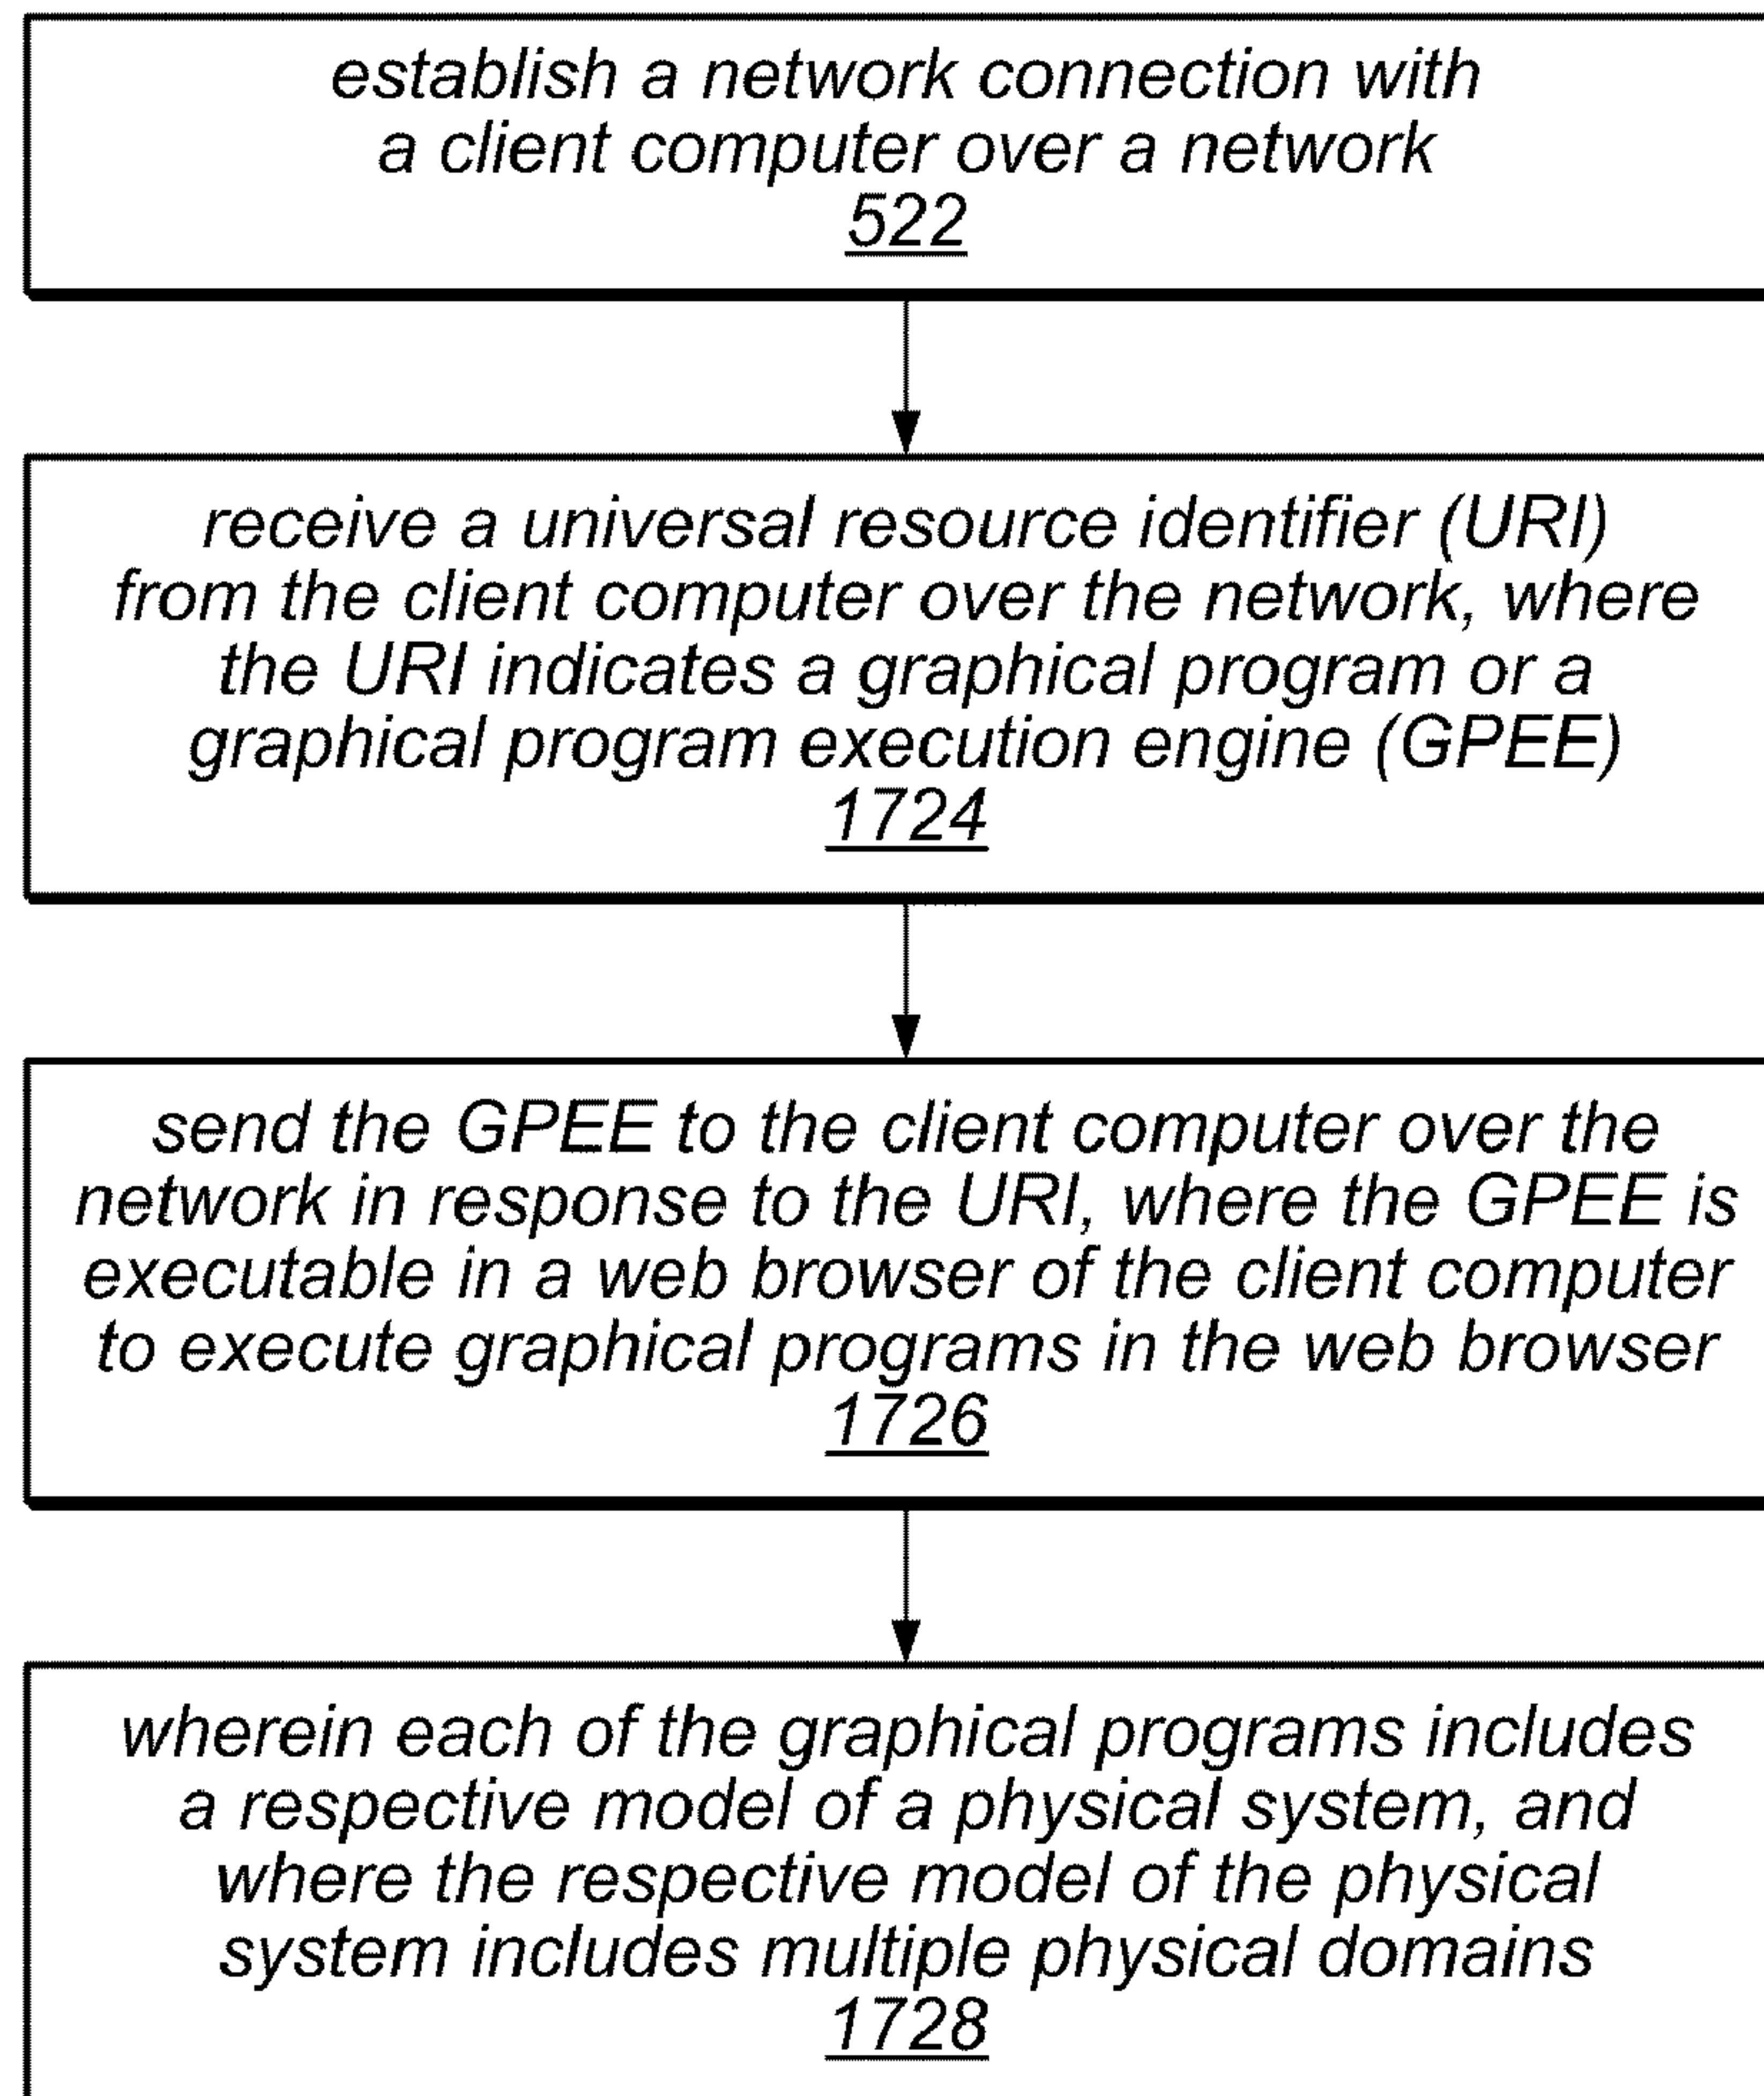 establish a network connection with
a client computer over a network
522
receive a universal resource identifier (URI)
from the client computer over the network, where
the URI indicates a graphical program or a
graphical program execution engine (GPEE)
1724
send the GPEE to the client computer over the
network in response to the URI, where the GPEE is
executable in a web browser of the client computer
to execute graphical programs in the web browser
1726
wherein each of the graphical programs includes
a respective model of a physical system, and
where the respective model of the physical
system includes multiple physical domains
1728